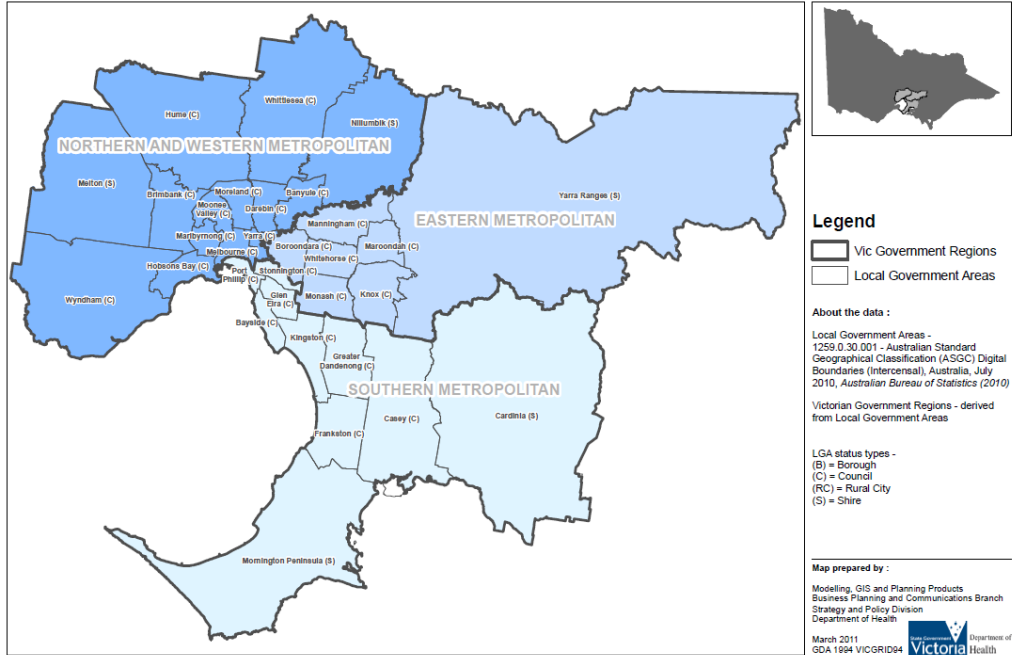 Whittlesea (C)
Hume (C)
Nillumbik (S)
NORTHERN AND WESTERN METROPOLITAN
Melton (S)
Brimbank (C)
Moreland (C)
Banyule (C)
Moonee
Valley (C)
Darebin (C)
Yarra Ranges (S)
EASTERN METROPOLITAN
Manningham (C)
Maribyrnong (C)
Yarra (C)
Boroondara (C)
Maroondah (C)
Melbourne (C)
Whitehorse (C)
Hobsons Bay (C)
Port
Phillip (C)
Stonnington (C)
Wyndham (C)
Glen
Eira (C)
Monash (C)
Knox (C)
Bayside (C)
Kingston (C)
Greater
Dandenong (C)
SOUTHERN METROPOLITAN
Casey (C)
Cardinia (S)
Frankston (C)
Mornington Peninsula (S)
Legend
Vic Government Regions
Local Government Areas
About the data :
Local Government Areas -
1259.0.30.001 - Australian Standard
Geographical Classification (ASGC) Digital
Boundaries (Intercensal), Australia, July
2010, Australian Bureau of Statistics (2010)
Victorian Government Regions - derived
from Local Government Areas
LGA status types -
(B) = Borough
(C) = Council
(RC) = Rural City
(S) = Shire
Map prepared by :
Modelling, GIS and Planning Products
Business Planning and Communications Branch
Strategy and Policy Division
Department of Health
March 2011
GDA 1994 VICGRID94
State Government
Victoria
Department of
Health